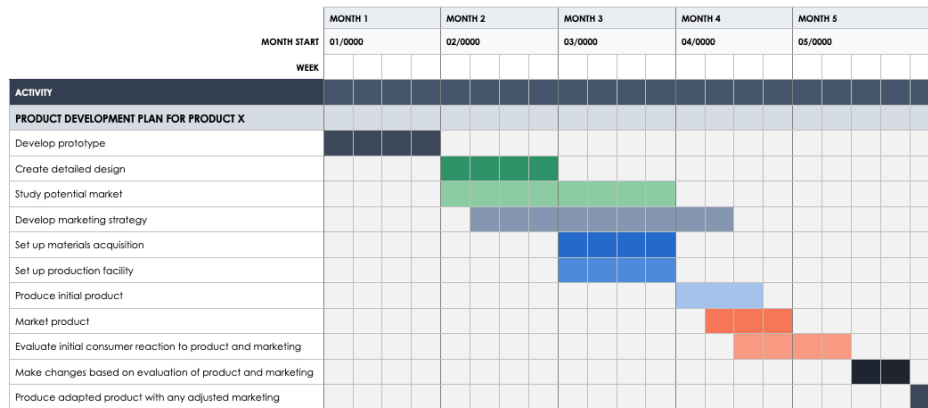 MONTH 1 MONTH 2 MONTH 3 MONTH 4 MONTH 5
MONTH START 01/0000 02/0000 03/0000 04/0000 05/0000
WEEK
ACTIVITY
PRODUCT DEVELOPMENT PLAN FOR PRODUCT X
Develop prototype
Create detailed design
Study potential market
Develop marketing strategy
Set up materials acquisition
Set up production facility
Produce initial product
Market product
Evaluate initial consumer reaction to product and marketing
Make changes based on evaluation of product and marketing
Produce adapted product with any adjusted marketing